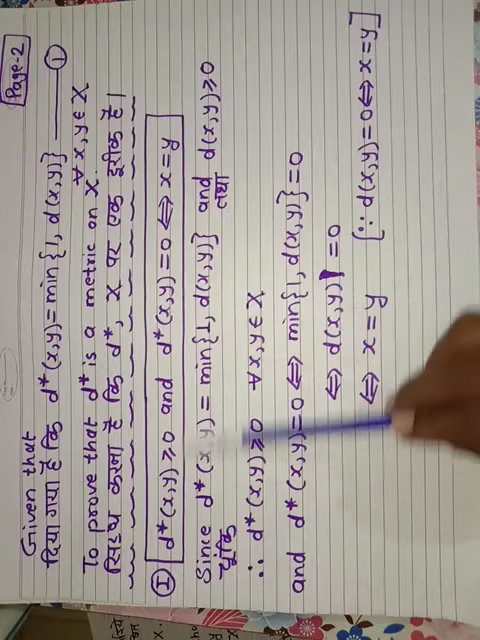 Page-2
Given that
दिया गया है कि d*(x,y) = min{1, d(x,y)} —— ①
∀ x,y ∈ X
To prove that d* is a metric on X.
सिद्ध करना है कि d*, X पर एक दूरीक है।
Ⓘ d*(x,y) ≥ 0 and d*(x,y) = 0 ⇔ x = y
Since d*(x,y) = min{1, d(x,y)} and d(x,y) ≥ 0
चूँकि तथा
∴ d*(x,y) ≥ 0 ∀ x,y ∈ X
and d*(x,y) = 0 ⇔ min{1, d(x,y)} = 0
⇔ d(x,y) = 0
⇔ x = y [∵ d(x,y) = 0 ⇔ x = y]